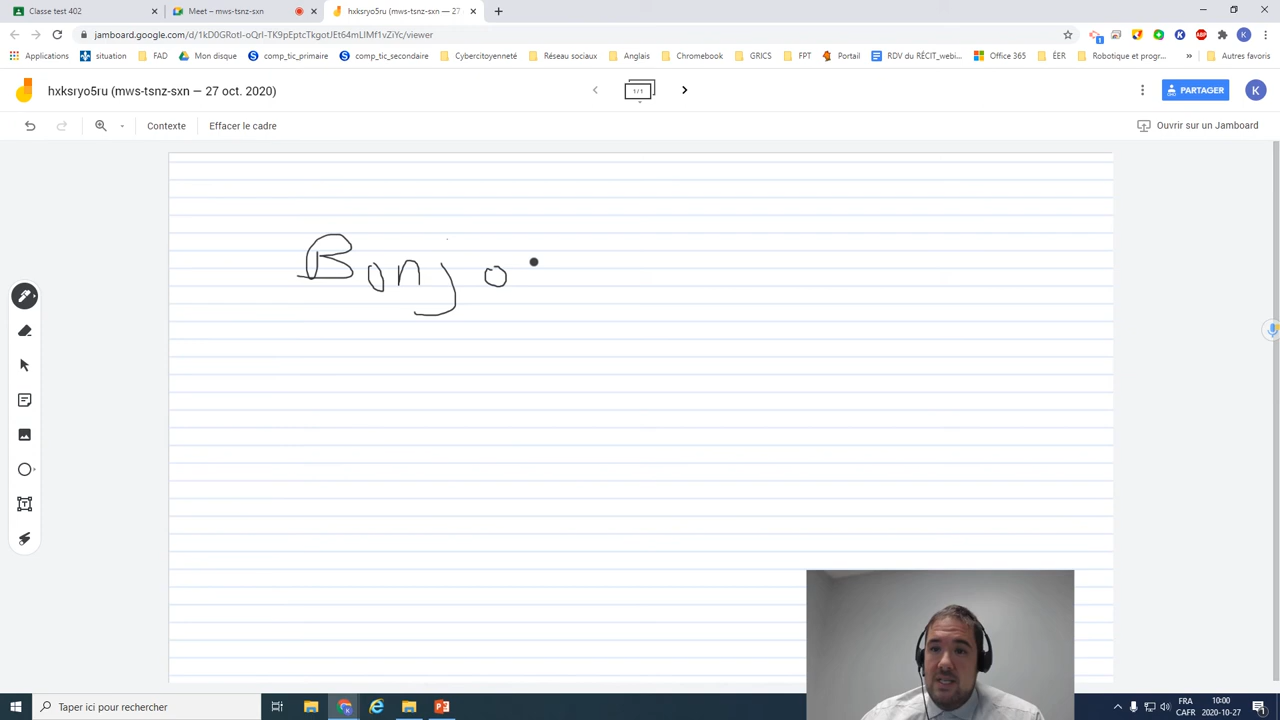 Classe test 402
Meet – mws-tsnz-sxn
hxksryo5ru (mws-tsnz-sxn — 27
jamboard.google.com/d/1kD0GRotI-oQrI-TK9pEptcTkgotJEt64mLIMf1vZiYc/viewer
Applications situation FAD Mon disque comp_tic_primaire comp_tic_secondaire Cybercitoyenneté Réseau sociaux Anglais Chromebook GRICS FPT Portail RDV du RÉCIT_webi... Office 365 ÉER Robotique et progr... » Autres favoris
hxksryo5ru (mws-tsnz-sxn — 27 oct. 2020)
1/1
PARTAGER
K
Contexte Effacer le cadre
Ouvrir sur un Jamboard
Bonjo
Taper ici pour rechercher
FRA
CAFR
10:00
2020-10-27